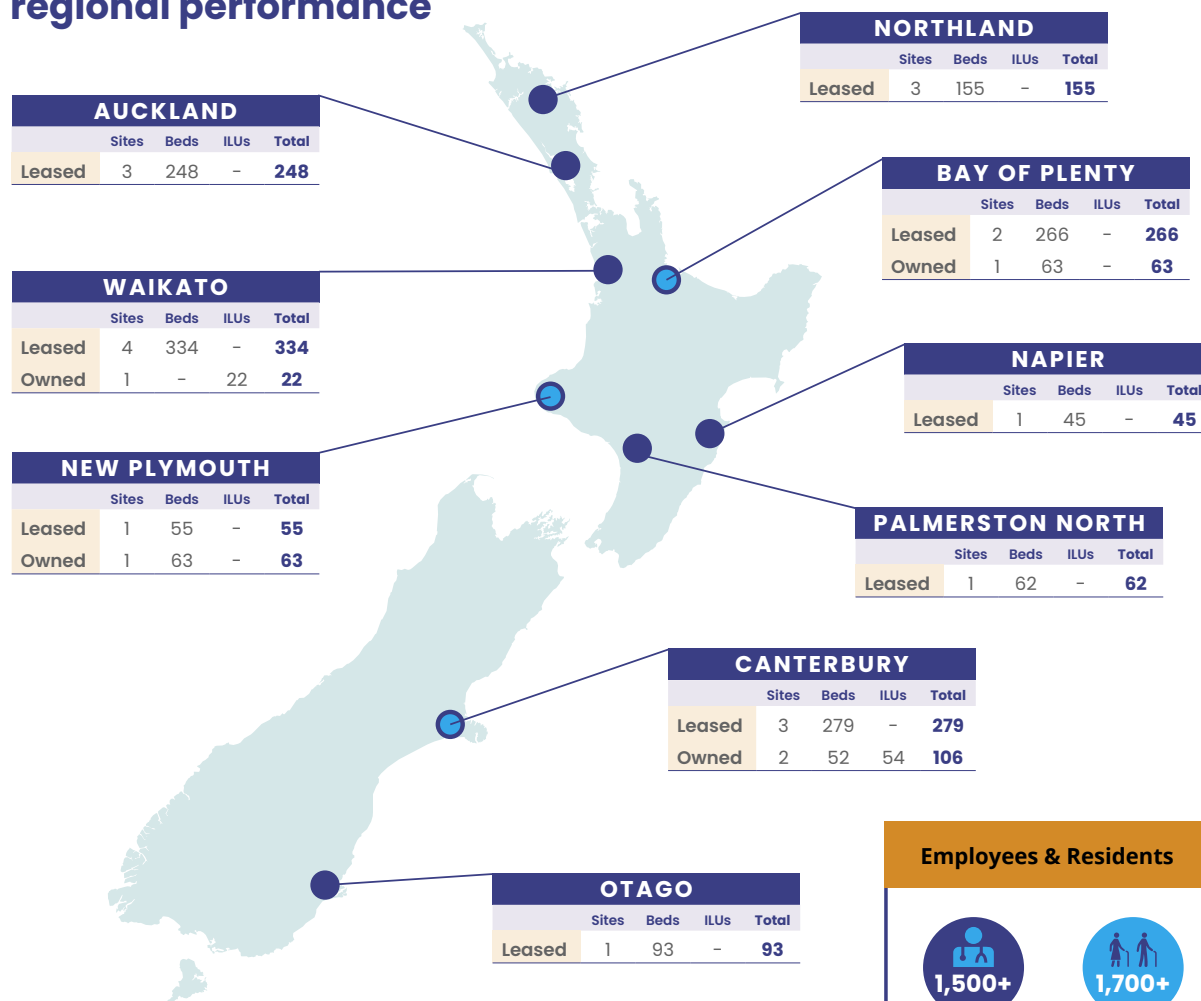 regional performance
NORTHLAND
Sites Beds ILUs Total
Leased 3 155 - 155
AUCKLAND
Sites Beds ILUs Total
Leased 3 248 - 248
BAY OF PLENTY
Sites Beds ILUs Total
Leased 2 266 - 266
Owned 1 63 - 63
WAIKATO
Sites Beds ILUs Total
Leased 4 334 - 334
Owned 1 - 22 22
NAPIER
Sites Beds ILUs Total
Leased 1 45 - 45
NEW PLYMOUTH
Sites Beds ILUs Total
Leased 1 55 - 55
Owned 1 63 - 63
PALMERSTON NORTH
Sites Beds ILUs Total
Leased 1 62 - 62
CANTERBURY
Sites Beds ILUs Total
Leased 3 279 - 279
Owned 2 52 54 106
OTAGO
Sites Beds ILUs Total
Leased 1 93 - 93
Employees & Residents
1,500+ 1,700+